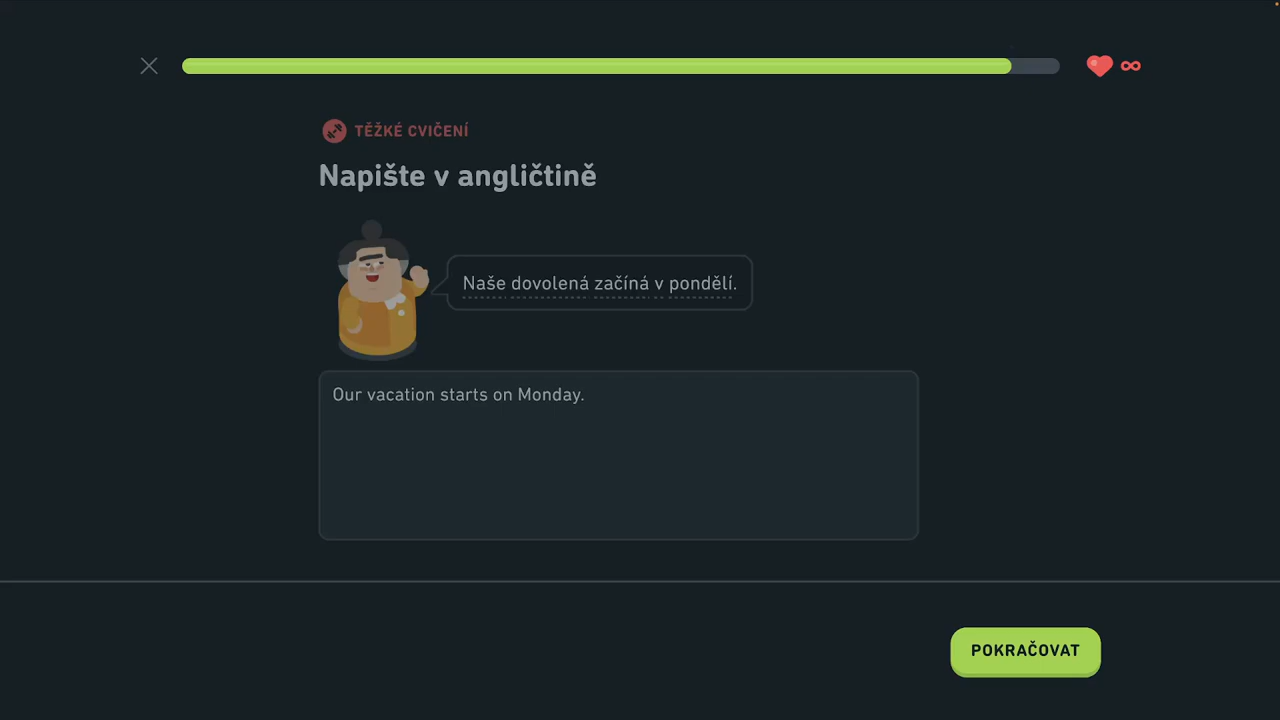 TĚŽKÉ CVIČENÍ
Napište v angličtině
Naše dovolená začíná v pondělí.
Our vacation starts on Monday.
POKRAČOVAT